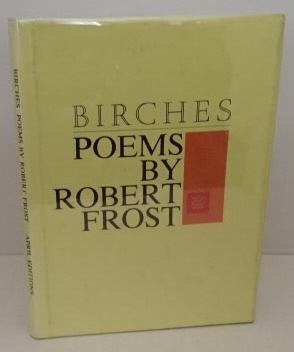 BIRCHES
POEMS
BY
ROBERT
FROST
BIRCHES: POEMS BY ROBERT FROST APRIL EDITIONS